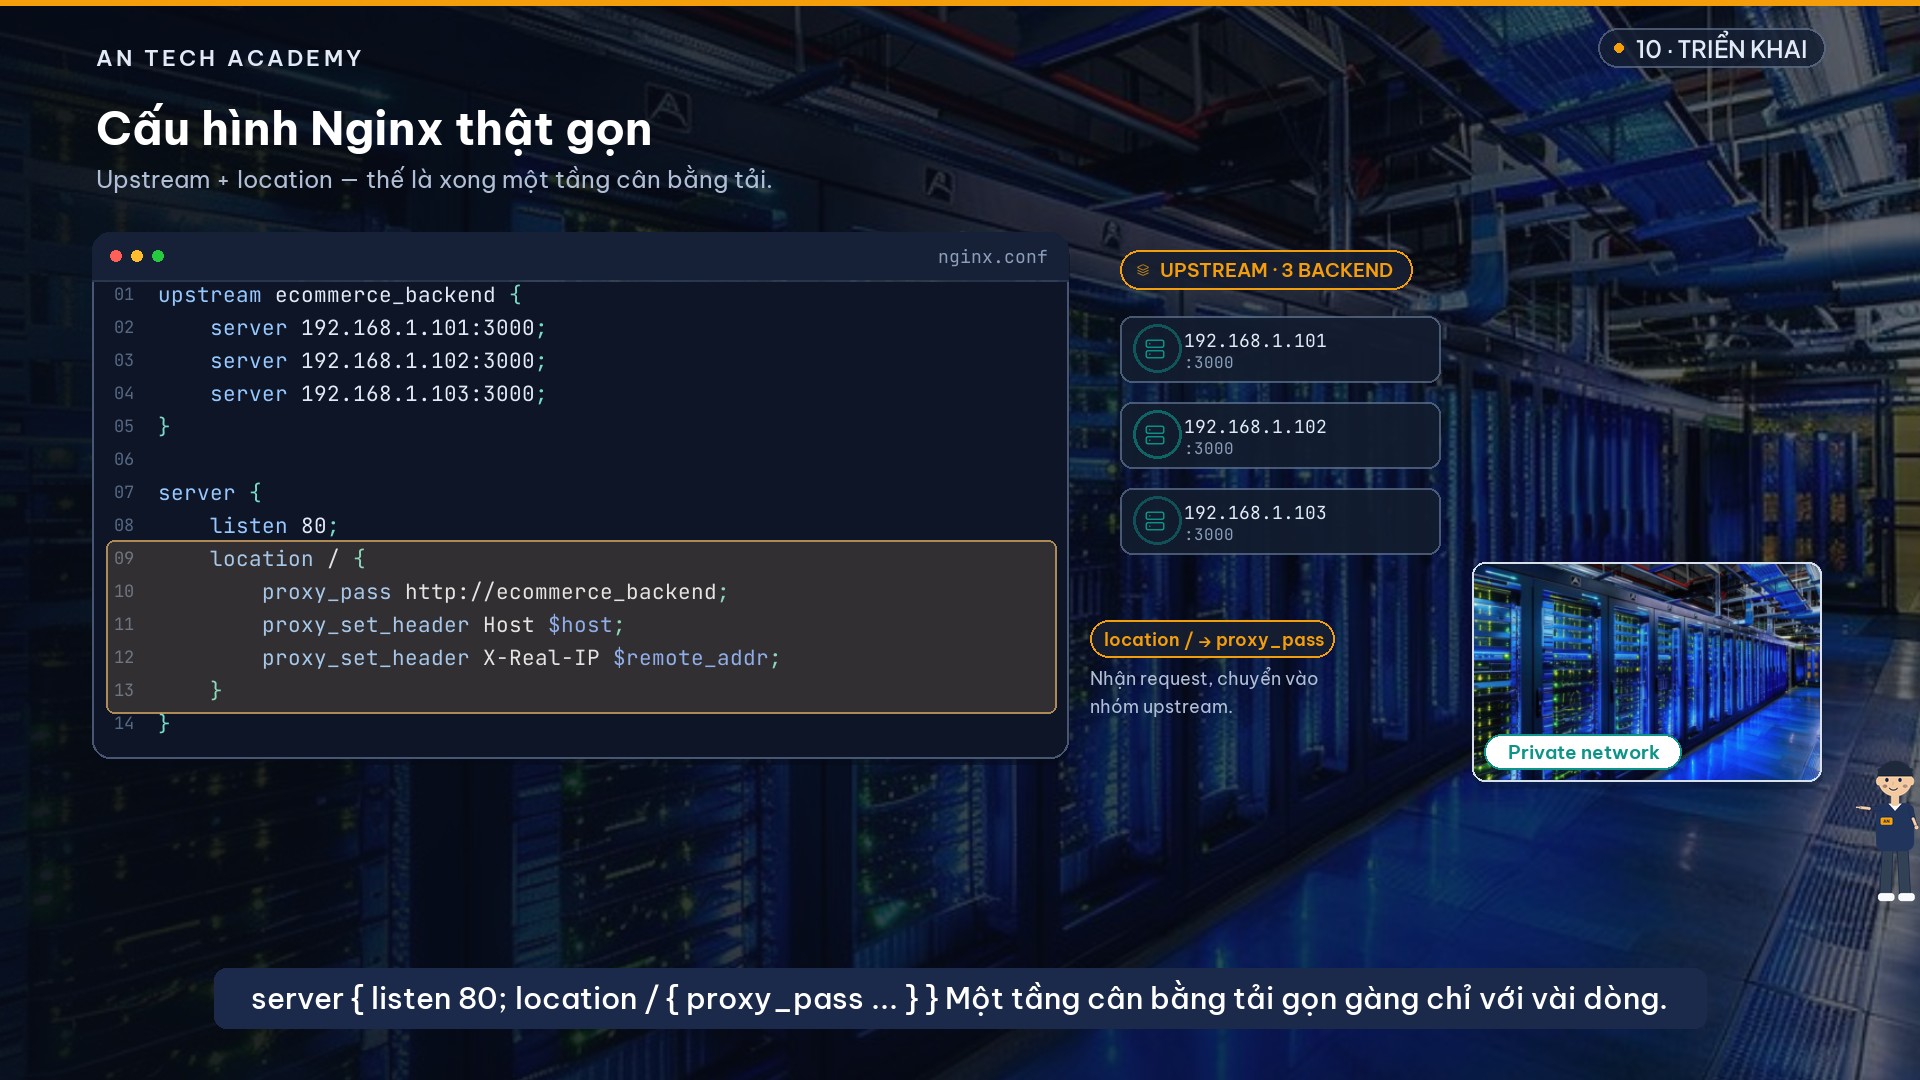 AN TECH ACADEMY
10 · TRIỂN KHAI
Cấu hình Nginx thật gọn
Upstream + location — thế là xong một tầng cân bằng tải.
nginx.conf
01 upstream ecommerce_backend {
02 server 192.168.1.101:3000;
03 server 192.168.1.102:3000;
04 server 192.168.1.103:3000;
05 }
06
07 server {
08 listen 80;
09 location / {
10 proxy_pass http://ecommerce_backend;
11 proxy_set_header Host $host;
12 proxy_set_header X-Real-IP $remote_addr;
13 }
14 }
UPSTREAM · 3 BACKEND
192.168.1.101
:3000
192.168.1.102
:3000
192.168.1.103
:3000
location / → proxy_pass
Nhận request, chuyển vào
nhóm upstream.
Private network
AN
server { listen 80; location / { proxy_pass ... } } Một tầng cân bằng tải gọn gàng chỉ với vài dòng.